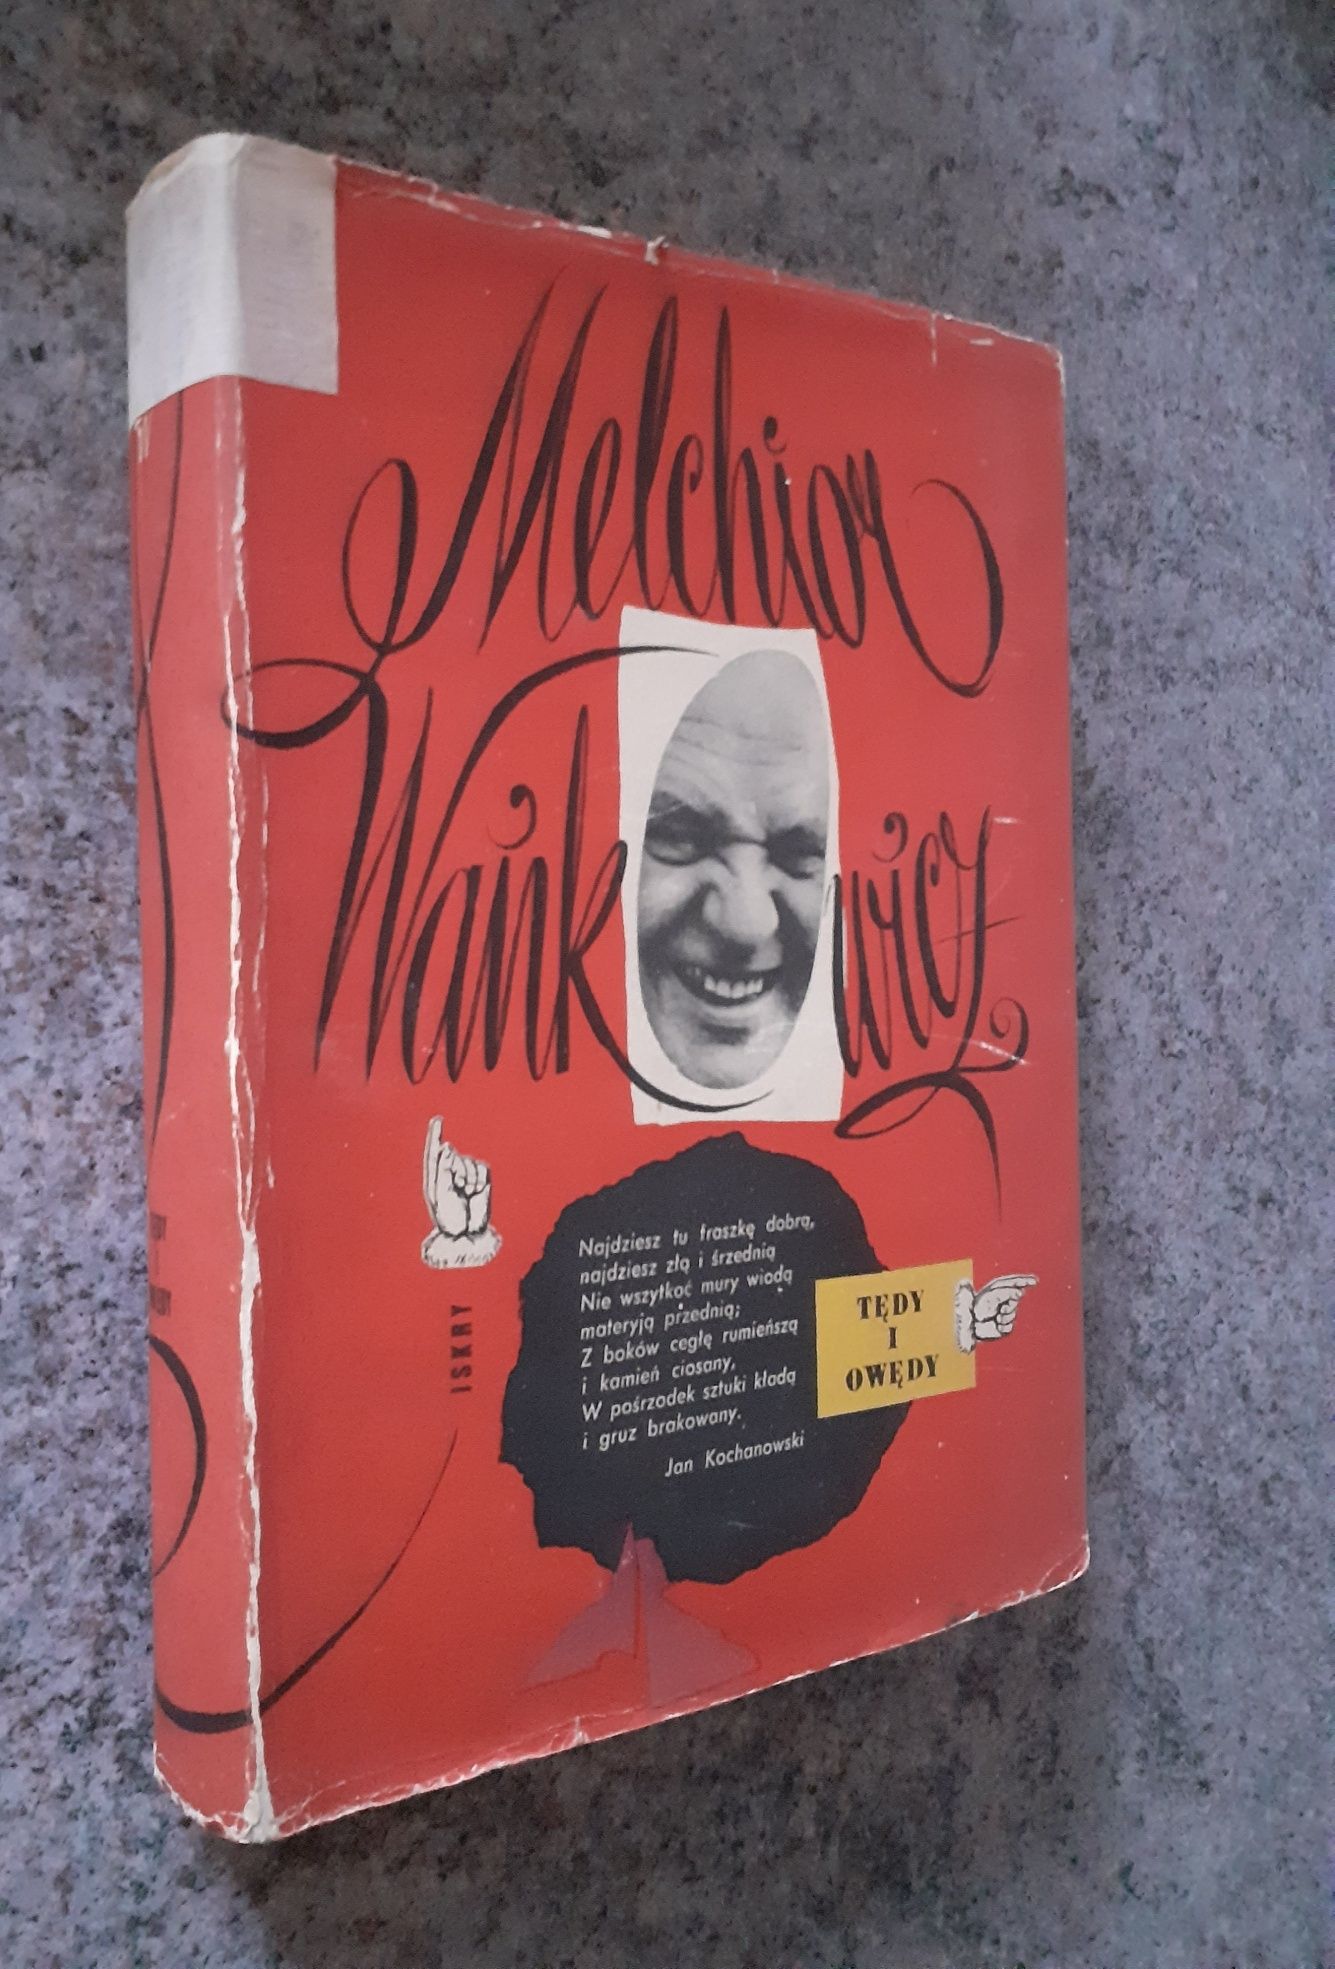 Melchior
Wańkowicz
Najdziesz tu fraszkę dobrą,
najdziesz złą i śrzednią
Nie wszytkoć mury wiodą
materyją przednią;
Z boków cegłę rumieńszą
i kamień ciosany,
W pośrzodek sztuki kładą
i gruz brakowany.
Jan Kochanowski
TĘDY
I
OWĘDY
ISKRY